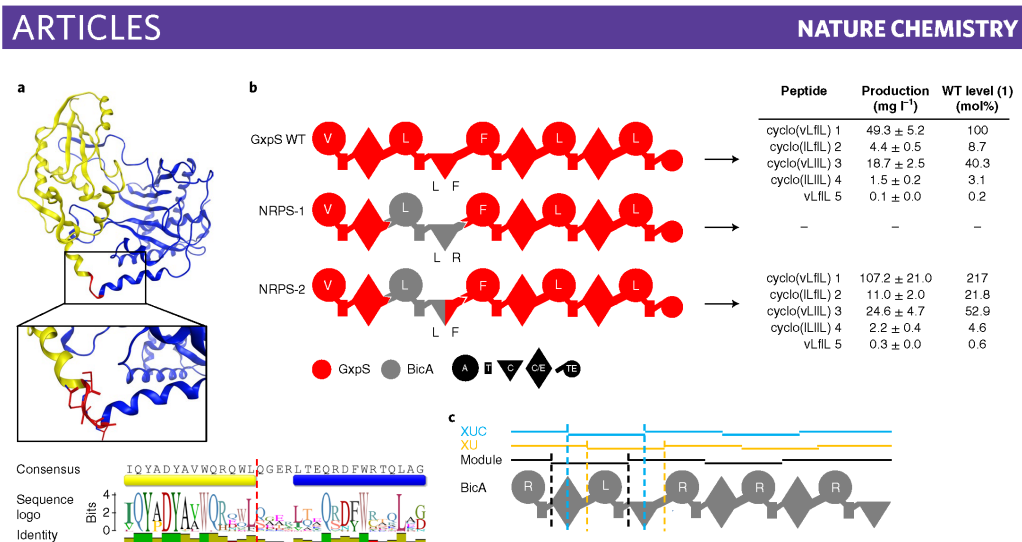 ARTICLES
NATURE CHEMISTRY
a
b
Peptide Production (mg l−1) WT level (1) (mol%)
GxpS WT
V L F L L
L F
cyclo(vLflL) 1 49.3 ± 5.2 100
cyclo(lLflL) 2 4.4 ± 0.5 8.7
cyclo(vLllL) 3 18.7 ± 2.5 40.3
cyclo(lLllL) 4 1.5 ± 0.2 3.1
vLflL 5 0.1 ± 0.0 0.2
NRPS-1
V L F L L
L R
– – –
NRPS-2
V L F L L
L F
cyclo(vLflL) 1 107.2 ± 21.0 217
cyclo(lLflL) 2 11.0 ± 2.0 21.8
cyclo(vLllL) 3 24.6 ± 4.7 52.9
cyclo(lLllL) 4 2.2 ± 0.4 4.6
vLflL 5 0.3 ± 0.0 0.6
GxpS BicA A T C C/E TE
Consensus IQYADYAVWQRQWLQGERLTEQRDFWRTQLAG
Sequence logo
Bits
4
2
0
Identity
c
XUC
XU
Module
BicA
R L R R R